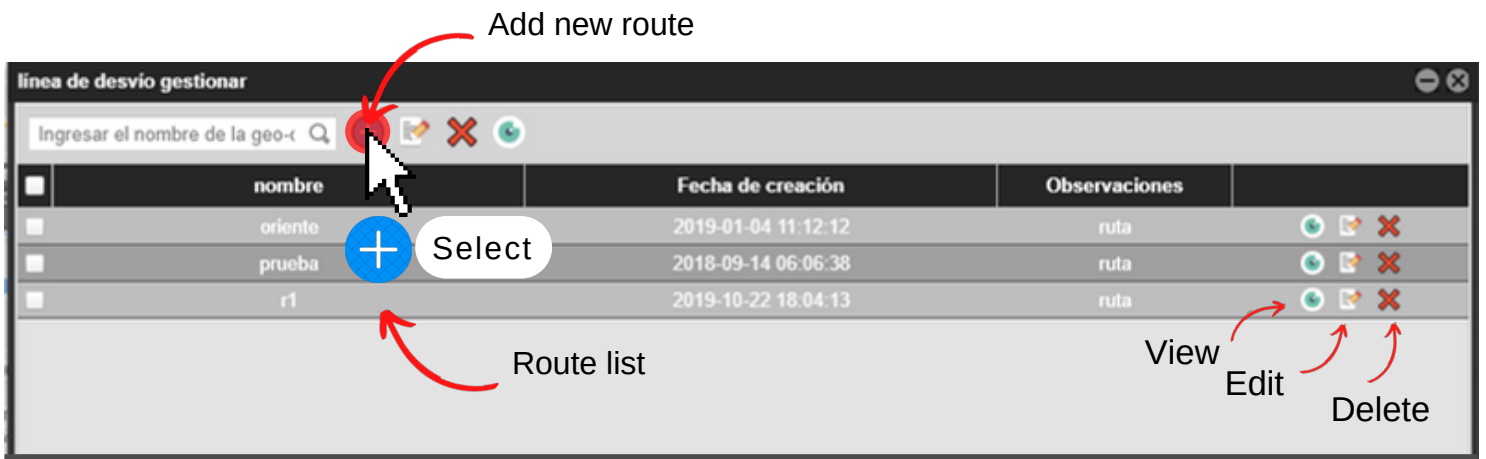 Add new route
línea de desvío gestionar
Ingresar el nombre de la geo-c
nombre Fecha de creación Observaciones
oriente 2019-01-04 11:12:12 ruta
Select
prueba 2018-09-14 06:06:38 ruta
r1 2019-10-22 18:04:13 ruta
Route list
View
Edit
Delete